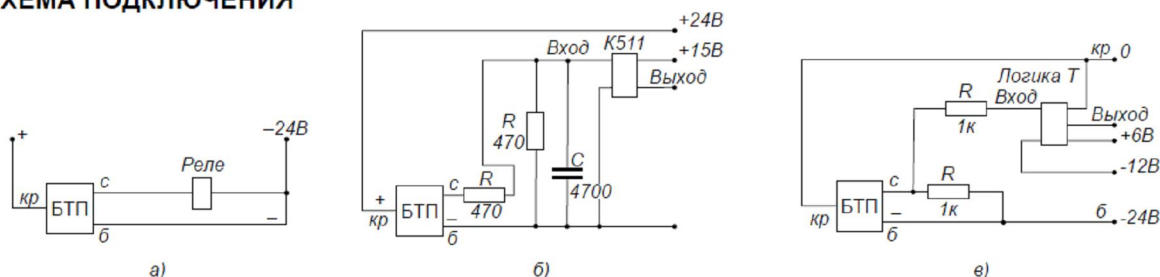 ХЕМА ПОДКЛЮЧЕНИЯ
+
–24В
Реле
кр
БТП
с
–
б
а)
+24В
Вход
К511
+15В
Выход
R
470
С
4700
+
кр
БТП
с
R
470
–
б
б)
кр 0
Логика Т
R
Вход
1к
Выход
+6В
-12В
кр
БТП
с
R
1к
–
б
б
-24В
в)